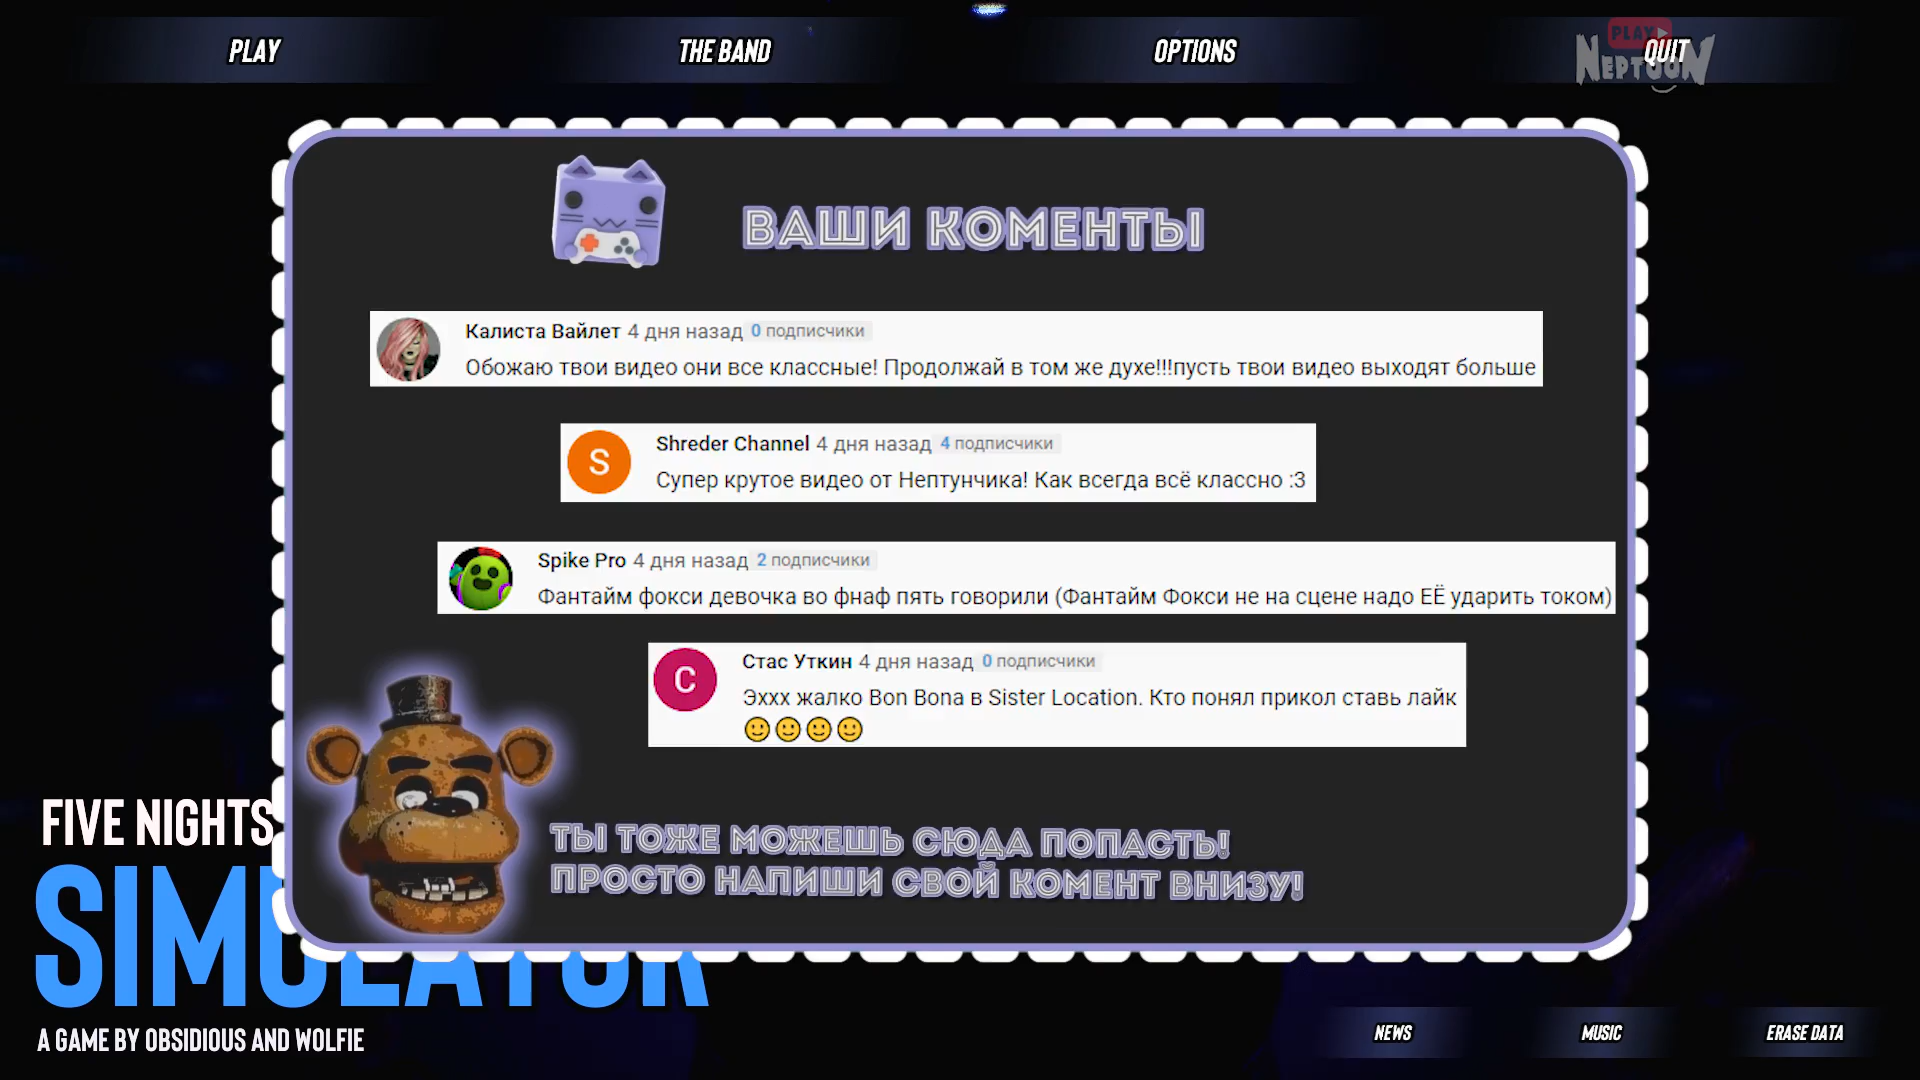 PLAY
THE BAND
OPTIONS
QUIT
PLAY
NEPTOON
ВАШИ КОМЕНТЫ
Калиста Вайлет 4 дня назад 0 подписчики
Обожаю твои видео они все классные! Продолжай в том же духе!!!пусть твои видео выходят больше
S
Shreder Channel 4 дня назад 4 подписчики
Супер крутое видео от Нептунчика! Как всегда всё классно :3
Spike Pro 4 дня назад 2 подписчики
Фантайм фокси девочка во фнаф пять говорили (Фантайм Фокси не на сцене надо ЕЁ ударить током)
С
Стас Уткин 4 дня назад 0 подписчики
Эххх жалко Bon Bona в Sister Location. Кто понял прикол ставь лайк
🙂🙂🙂🙂
ТЫ ТОЖЕ МОЖЕШЬ СЮДА ПОПАСТЬ!
ПРОСТО НАПИШИ СВОЙ КОМЕНТ ВНИЗУ!
FIVE NIGHTS
SIMULATOR
A GAME BY OBSIDIOUS AND WOLFIE
NEWS
MUSIC
ERASE DATA